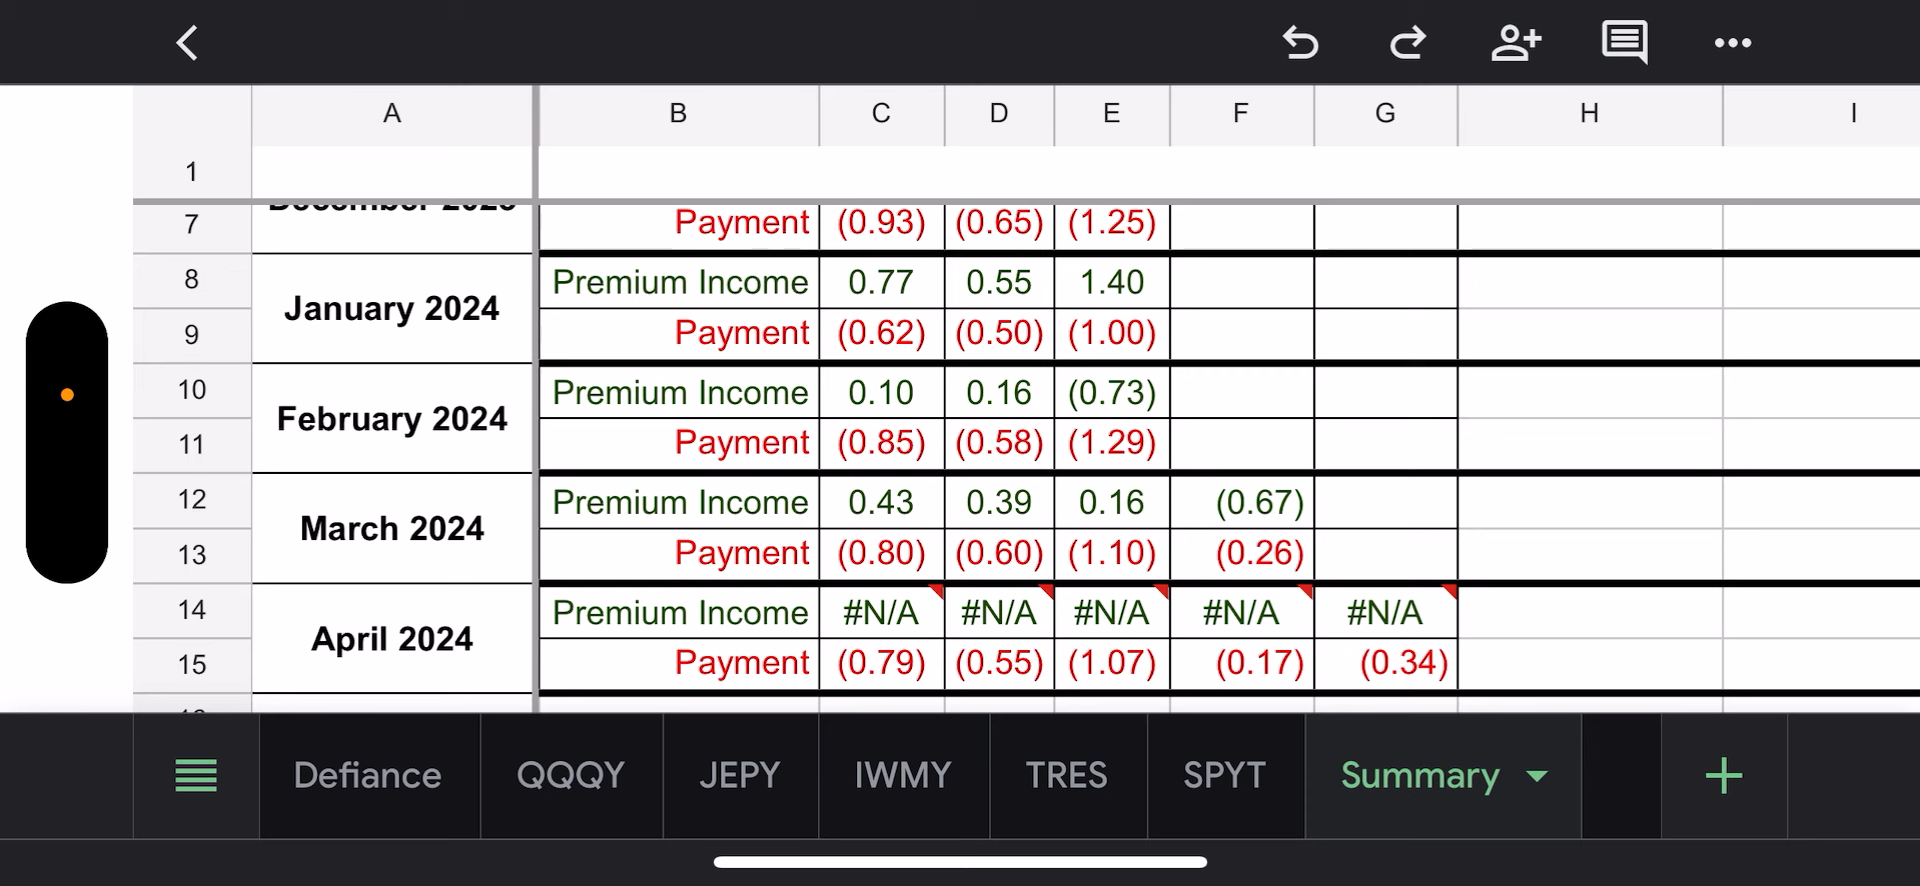 A B C D E F G H I
1
December 2023
7 Payment (0.93) (0.65) (1.25)
8 Premium Income 0.77 0.55 1.40
January 2024
9 Payment (0.62) (0.50) (1.00)
10 Premium Income 0.10 0.16 (0.73)
February 2024
11 Payment (0.85) (0.58) (1.29)
12 Premium Income 0.43 0.39 0.16 (0.67)
March 2024
13 Payment (0.80) (0.60) (1.10) (0.26)
14 Premium Income #N/A #N/A #N/A #N/A #N/A
April 2024
15 Payment (0.79) (0.55) (1.07) (0.17) (0.34)
Defiance QQQY JEPY IWMY TRES SPYT Summary